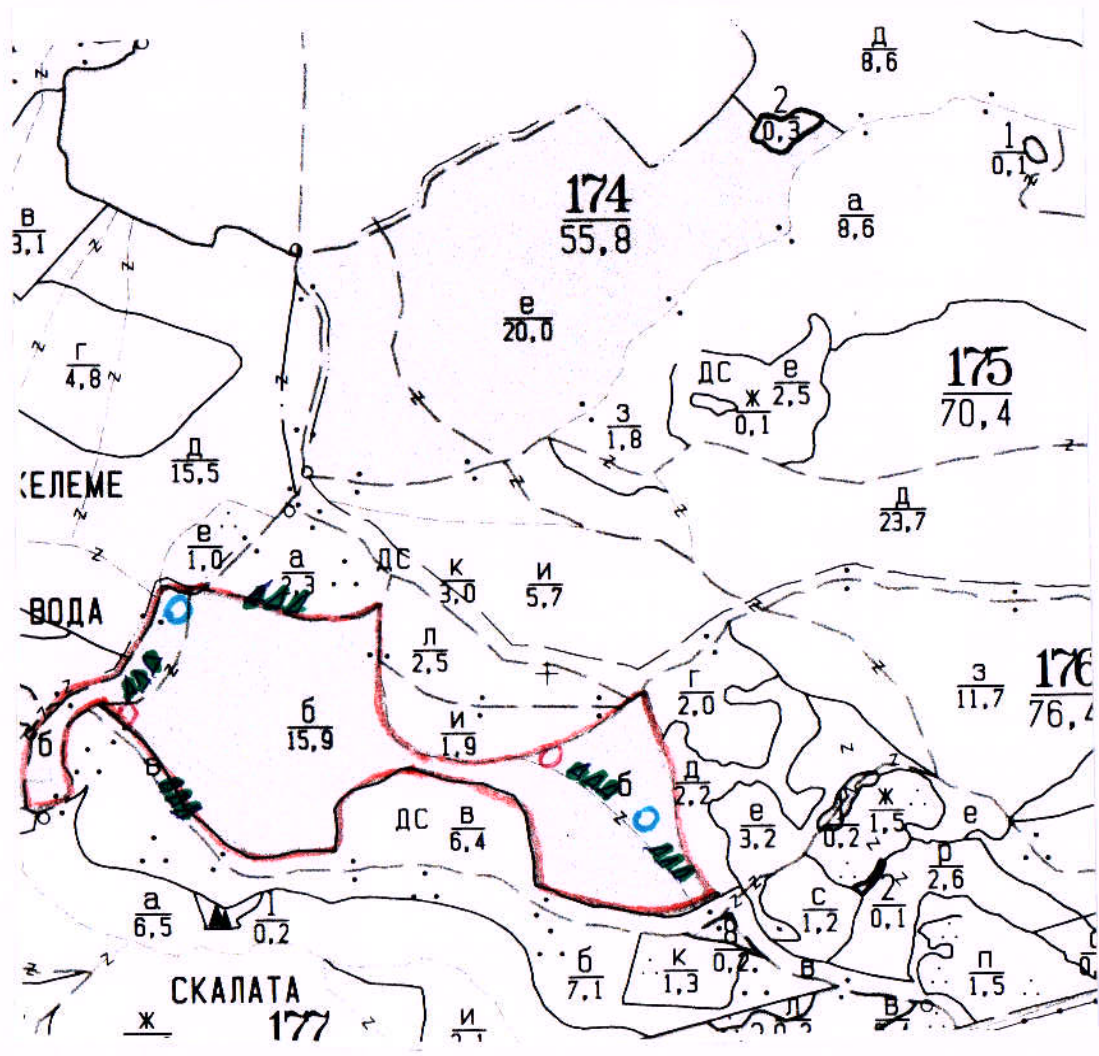 Д
8,6
2
0,3
1
0,1
174
55,8
а
8,6
В
3,1
е
20,0
Г
4,8
ДС
е
2,5
Ж
0,1
175
70,4
З
1,8
Д
15,5
КЕЛЕМЕ
Д
23,7
е
1,0
а
2,3
ДС
К
3,0
И
5,7
ВОДА
Л
2,5
Г
2,0
З
11,7
176
76,4
б
б
15,9
И
1,9
В
б
Д
2,2
ДС
В
6,4
е
3,2
1
0,2
Ж
1,5
е
р
2,6
а
6,5
1
0,2
С
1,2
2
0,1
В
0,2
б
7,1
К
1,3
В
П
1,5
СКАЛАТА
177
Ж
И
Л
В